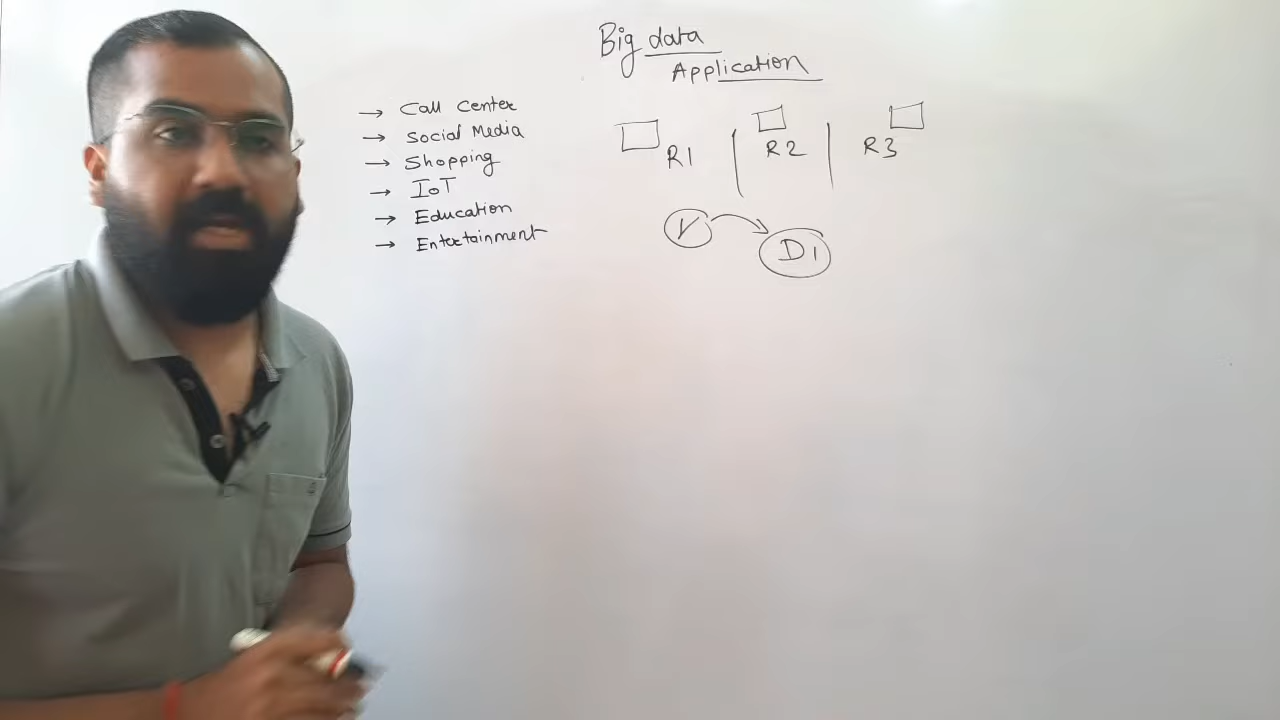 Big data
Application
→ Call Center
→ Social Media
→ Shopping
→ IoT
→ Education
→ Entertainment
R1 | R2 | R3
V
D1